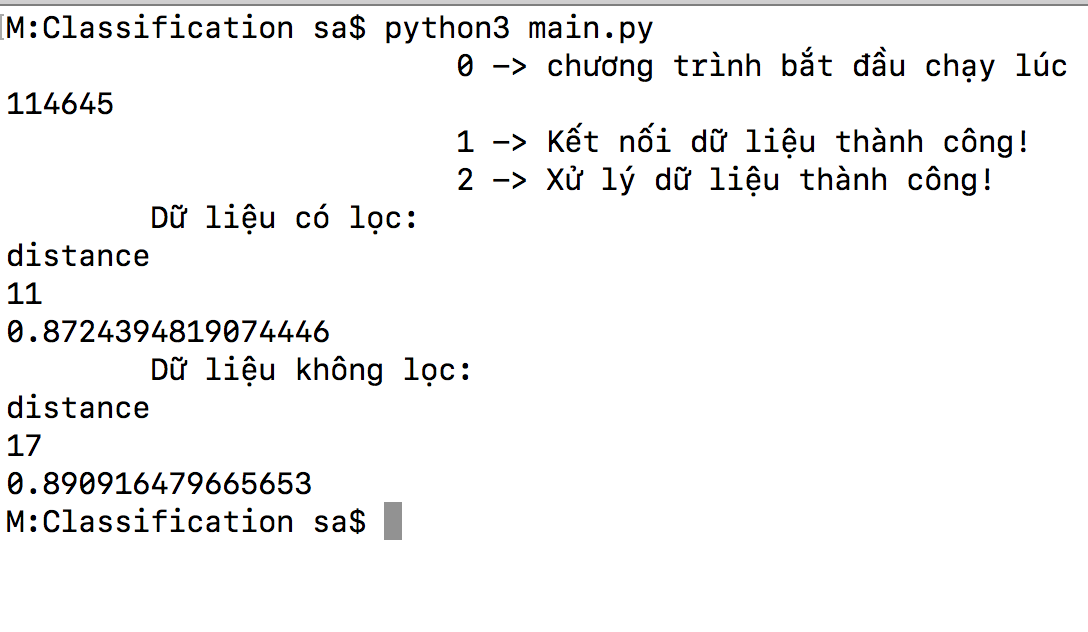 M:Classification sa$ python3 main.py
0 -> chương trình bắt đầu chạy lúc
114645
1 -> Kết nối dữ liệu thành công!
2 -> Xử lý dữ liệu thành công!
Dữ liệu có lọc:
distance
11
0.8724394819074446
Dữ liệu không lọc:
distance
17
0.890916479665653
M:Classification sa$